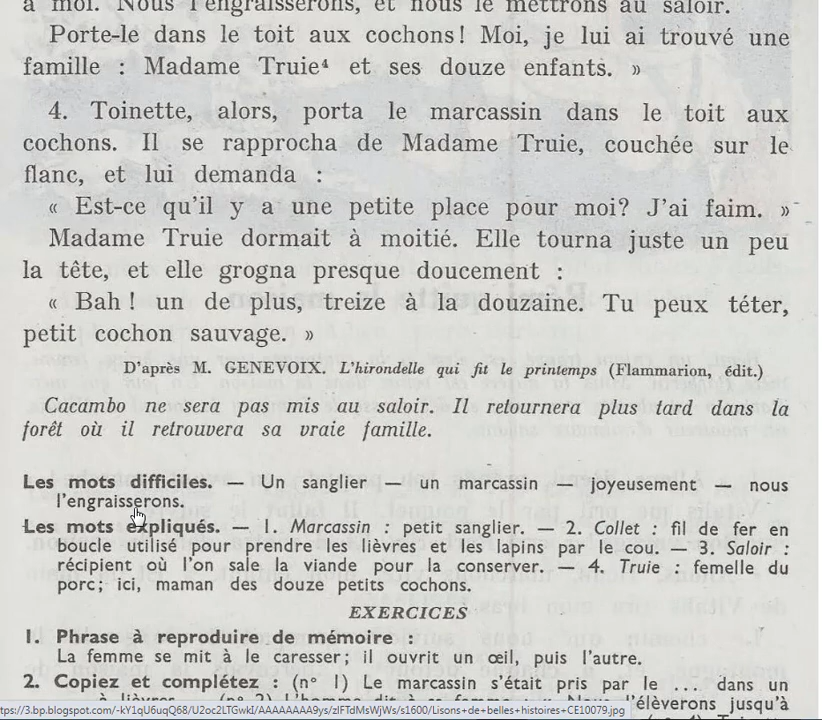 à moi. Nous l'engraisserons, et nous le mettrons au saloir.
Porte-le dans le toit aux cochons! Moi, je lui ai trouvé une
famille : Madame Truie⁴ et ses douze enfants. »
4. Toinette, alors, porta le marcassin dans le toit aux
cochons. Il se rapprocha de Madame Truie, couchée sur le
flanc, et lui demanda :
« Est-ce qu'il y a une petite place pour moi? J'ai faim. »
Madame Truie dormait à moitié. Elle tourna juste un peu
la tête, et elle grogna presque doucement :
« Bah ! un de plus, treize à la douzaine. Tu peux téter,
petit cochon sauvage. »
D'après M. GENEVOIX. L'hirondelle qui fit le printemps (Flammarion, édit.)
Cacambo ne sera pas mis au saloir. Il retournera plus tard dans la
forêt où il retrouvera sa vraie famille.
Les mots difficiles. — Un sanglier — un marcassin — joyeusement — nous
l'engraisserons.
Les mots expliqués. — 1. Marcassin : petit sanglier. — 2. Collet : fil de fer en
boucle utilisé pour prendre les lièvres et les lapins par le cou. — 3. Saloir :
récipient où l'on sale la viande pour la conserver. — 4. Truie : femelle du
porc; ici, maman des douze petits cochons.
EXERCICES
1. Phrase à reproduire de mémoire :
La femme se mit à le caresser; il ouvrit un œil, puis l'autre.
2. Copiez et complétez : (n° 1) Le marcassin s'était pris par le ... dans un
à lièvres. (n° 2) L'homme dit à sa femme : Nous l'élèverons jusqu'à
ttps://3.bp.blogspot.com/-kY1qU6uqQ68/U2oc2LTGwkI/AAAAAAAA9ys/zIFTdMsWjWs/s1600/Lisons+de+belles+histoires+CE10079.jpg